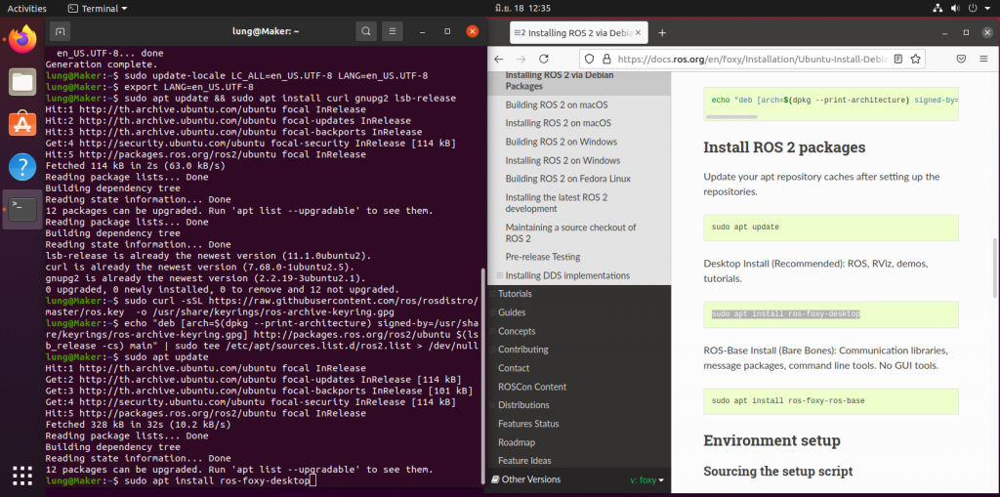 Activities
Terminal
มิ.ย. 18 12:35
lung@Maker: ~
en_US.UTF-8... done
Generation complete.
lung@Maker:~$ sudo update-locale LC_ALL=en_US.UTF-8 LANG=en_US.UTF-8
lung@Maker:~$ export LANG=en_US.UTF-8
lung@Maker:~$ sudo apt update && sudo apt install curl gnupg2 lsb-release
Hit:1 http://th.archive.ubuntu.com/ubuntu focal InRelease
Hit:2 http://th.archive.ubuntu.com/ubuntu focal-updates InRelease
Hit:3 http://th.archive.ubuntu.com/ubuntu focal-backports InRelease
Get:4 http://security.ubuntu.com/ubuntu focal-security InRelease [114 kB]
Hit:5 http://packages.ros.org/ros2/ubuntu focal InRelease
Fetched 114 kB in 2s (63.0 kB/s)
Reading package lists... Done
Building dependency tree
Reading state information... Done
12 packages can be upgraded. Run 'apt list --upgradable' to see them.
Reading package lists... Done
Building dependency tree
Reading state information... Done
lsb-release is already the newest version (11.1.0ubuntu2).
curl is already the newest version (7.68.0-1ubuntu2.5).
gnupg2 is already the newest version (2.2.19-3ubuntu2.1).
0 upgraded, 0 newly installed, 0 to remove and 12 not upgraded.
lung@Maker:~$ sudo curl -sSL https://raw.githubusercontent.com/ros/rosdistro/
master/ros.key  -o /usr/share/keyrings/ros-archive-keyring.gpg
lung@Maker:~$ echo "deb [arch=$(dpkg --print-architecture) signed-by=/usr/sha
re/keyrings/ros-archive-keyring.gpg] http://packages.ros.org/ros2/ubuntu $(ls
b_release -cs) main" | sudo tee /etc/apt/sources.list.d/ros2.list > /dev/null
lung@Maker:~$ sudo apt update
Hit:1 http://th.archive.ubuntu.com/ubuntu focal InRelease
Get:2 http://th.archive.ubuntu.com/ubuntu focal-updates InRelease [114 kB]
Get:3 http://th.archive.ubuntu.com/ubuntu focal-backports InRelease [101 kB]
Get:4 http://security.ubuntu.com/ubuntu focal-security InRelease [114 kB]
Hit:5 http://packages.ros.org/ros2/ubuntu focal InRelease
Fetched 328 kB in 32s (10.2 kB/s)
Reading package lists... Done
Building dependency tree
Reading state information... Done
12 packages can be upgraded. Run 'apt list --upgradable' to see them.
lung@Maker:~$ sudo apt install ros-foxy-desktop
Installing ROS 2 via Debia
https://docs.ros.org/en/foxy/Installation/Ubuntu-Install-Debia
Installing ROS 2 via Debian
Packages
Building ROS 2 on macOS
Installing ROS 2 on macOS
Building ROS 2 on Windows
Installing ROS 2 on Windows
Building ROS 2 on Fedora Linux
Installing the latest ROS 2
development
Maintaining a source checkout of
ROS 2
Pre-release Testing
Installing DDS implementations
Tutorials
Guides
Concepts
Contributing
Contact
ROSCon Content
Distributions
Features Status
Roadmap
Feature Ideas
Other Versions
v: foxy
echo "deb [arch=$(dpkg --print-architecture) signed-by=
Install ROS 2 packages
Update your apt repository caches after setting up the
repositories.
sudo apt update
Desktop Install (Recommended): ROS, RViz, demos,
tutorials.
sudo apt install ros-foxy-desktop
ROS-Base Install (Bare Bones): Communication libraries,
message packages, command line tools. No GUI tools.
sudo apt install ros-foxy-ros-base
Environment setup
Sourcing the setup script